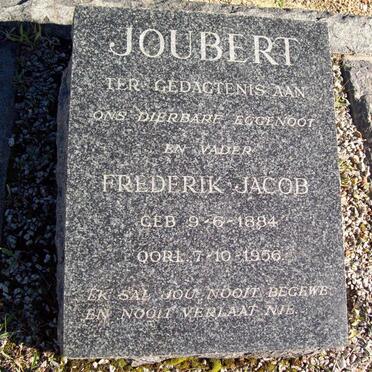 JOUBERT
TER GEDAGTENIS AAN
ONS DIERBARE EGGENOOT
EN VADER
FREDERIK JACOB
GEB 9-6-1884
OORL 7-10-1956
EK SAL JOU NOOIT BEGEWE
EN NOOIT VERLAAT NIE.